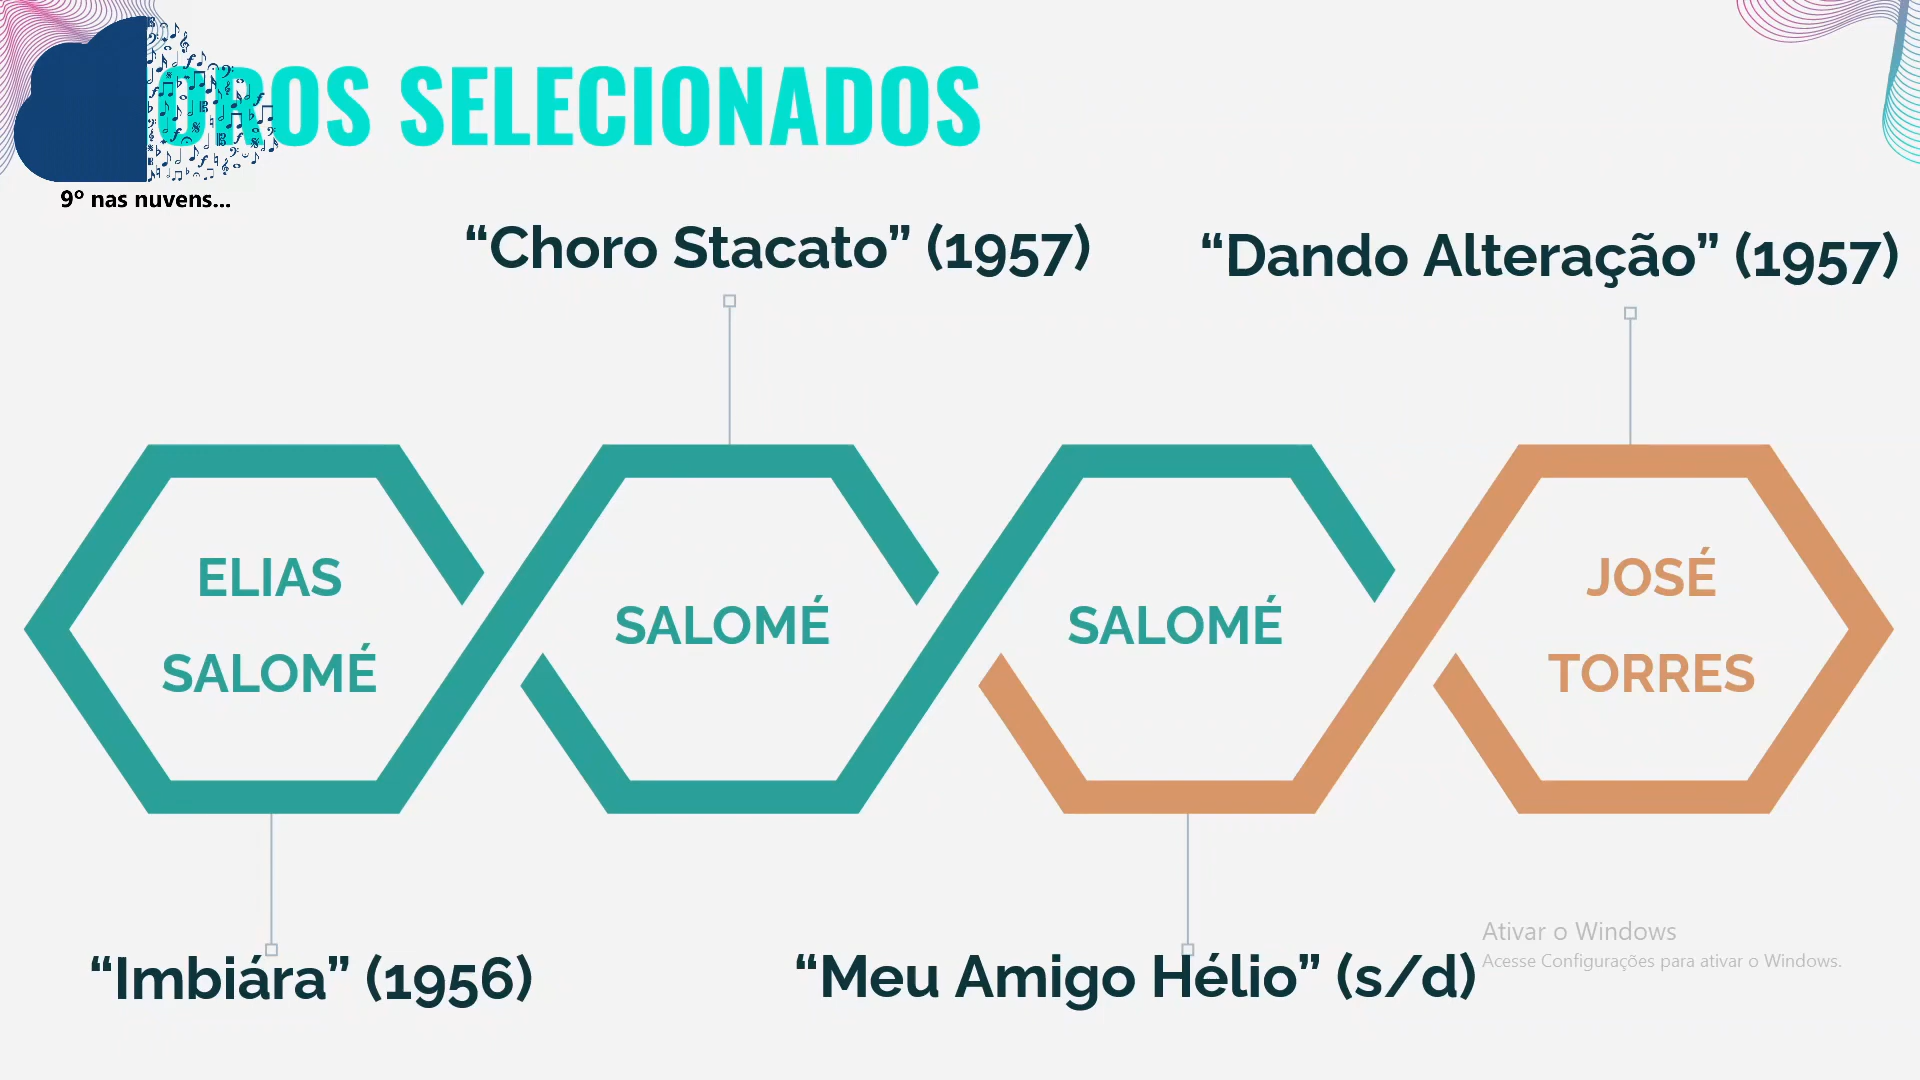 OROS SELECIONADOS
9º nas nuvens...
“Choro Stacato” (1957)
“Dando Alteração” (1957)
ELIAS
SALOMÉ
SALOMÉ
SALOMÉ
JOSÉ
TORRES
“Imbiára” (1956)
“Meu Amigo Hélio” (s/d)
Ativar o Windows
Acesse Configurações para ativar o Windows.